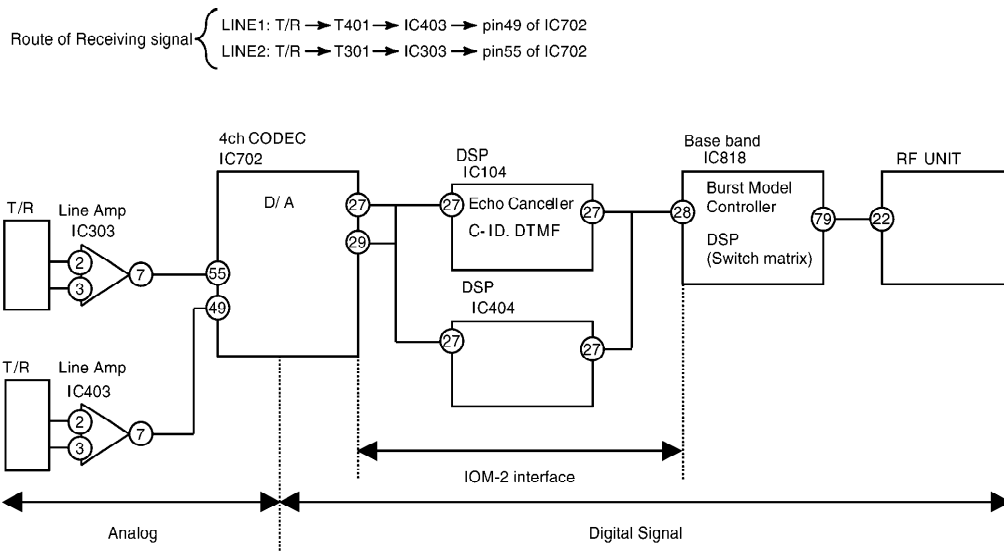 Route of Receiving signal
LINE1: T/R → T401 → IC403 → pin49 of IC702
LINE2: T/R → T301 → IC303 → pin55 of IC702
4ch CODEC
IC702
D/A
27
29
55
49
T/R
Line Amp
IC303
2
3
7
T/R
Line Amp
IC403
2
3
7
DSP
IC104
27
Echo Canceller
C-ID. DTMF
27
DSP
IC404
27
27
Base band
IC818
28
Burst Model
Controller
DSP
(Switch matrix)
79
RF UNIT
22
IOM-2 interface
Analog
Digital Signal